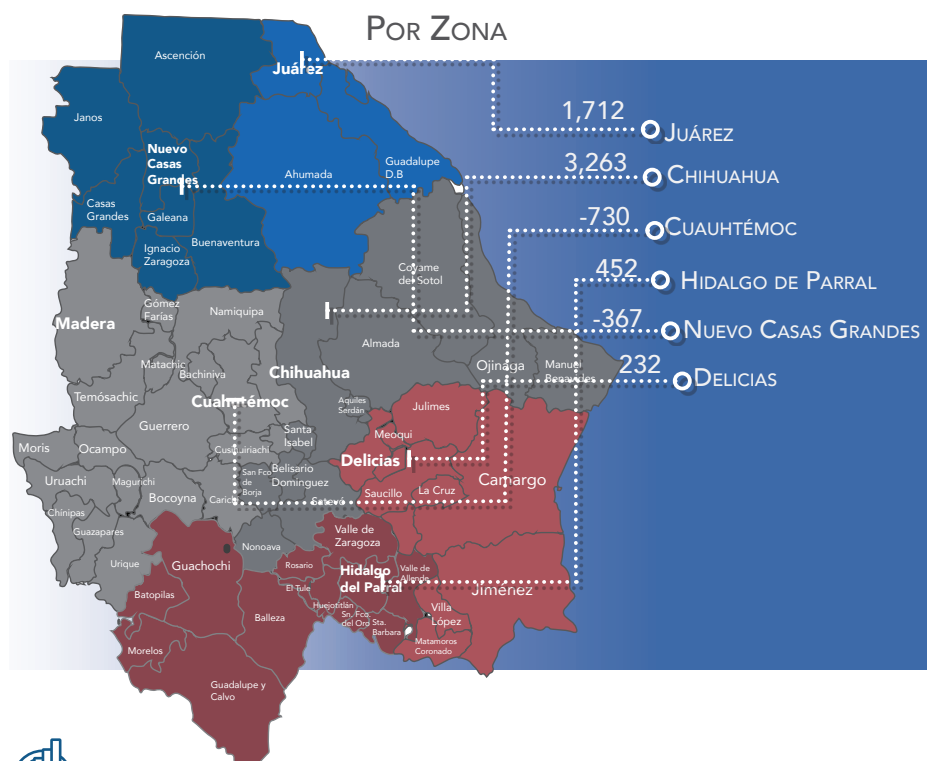 Por Zona
Ascención
Juárez
Janos
Nuevo
Casas
Grandes
Ahumada
Guadalupe
D.B
Casas
Grandes
Galeana
Ignacio
Zaragoza
Buenaventura
1,712
Juárez
3,263
Chihuahua
-730
Cuauhtémoc
452
Hidalgo de Parral
-367
Nuevo Casas Grandes
232
Delicias
Coyame
del Sotol
Gómez
Farías
Namiquipa
Madera
Almada
Matachic
Bachiniva
Chihuahua
Ojinaga
Manuel
Benavides
Temósachic
Cuahutémoc
Aquiles
Serdán
Julimes
Guerrero
Santa
Isabel
Meoqui
Moris
Ocampo
Cusihuiriachi
Delicias
Uruachi
Magurichi
San Fco
de
Borja
Belisario
Dominguez
Camargo
Bocoyna
Carichi
Satevó
Saucillo
La Cruz
Chínipas
Guazapares
Valle de
Zaragoza
Urique
Nonoava
Guachochi
Rosario
Hidalgo
del Parral
Valle de
Allende
Jiménez
Batopilas
El Tule
Balleza
Huejotitlán
Sn. Fco.
del Oro
Sta.
Barbara
Villa
López
Morelos
Matamoros
Coronado
Guadalupe y
Calvo